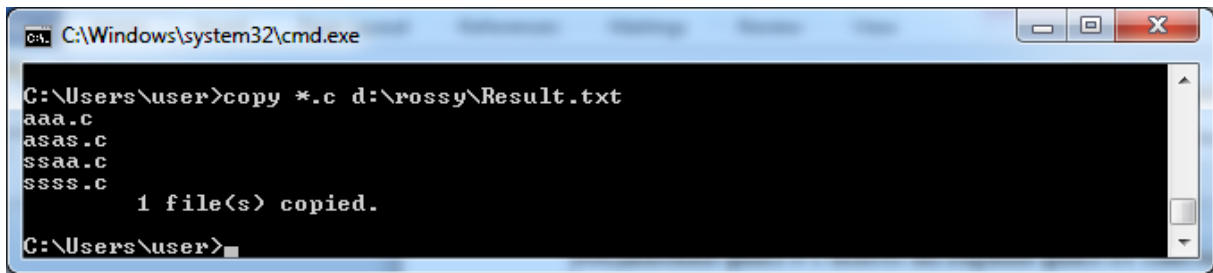 C:\Windows\system32\cmd.exe
C:\Users\user>copy *.c d:\rossy\Result.txt
aaa.c
asas.c
ssaa.c
ssss.c
1 file(s) copied.
C:\Users\user>